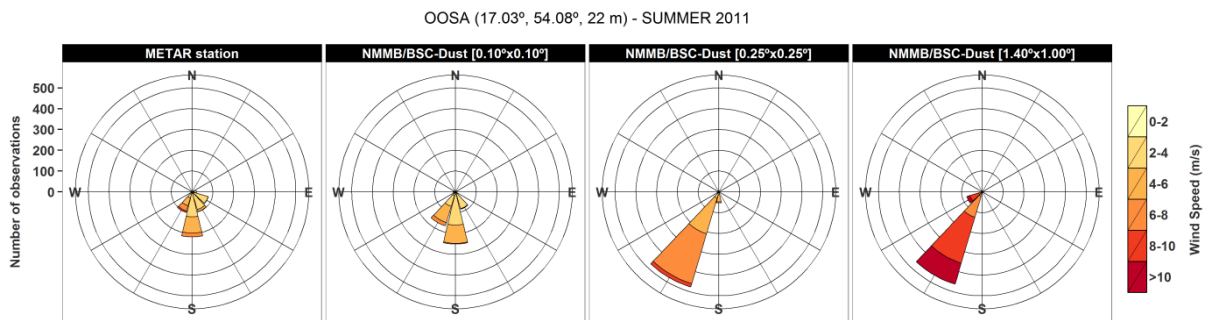 OOSA (17.03º, 54.08º, 22 m) - SUMMER 2011
METAR station
NMMB/BSC-Dust [0.10ºx0.10º]
NMMB/BSC-Dust [0.25ºx0.25º]
NMMB/BSC-Dust [1.40ºx1.00º]
Number of observations
500
400
300
200
100
0
N
W
E
S
N
W
E
S
N
W
E
S
N
W
E
S
0-2
2-4
4-6
6-8
8-10
>10
Wind Speed (m/s)